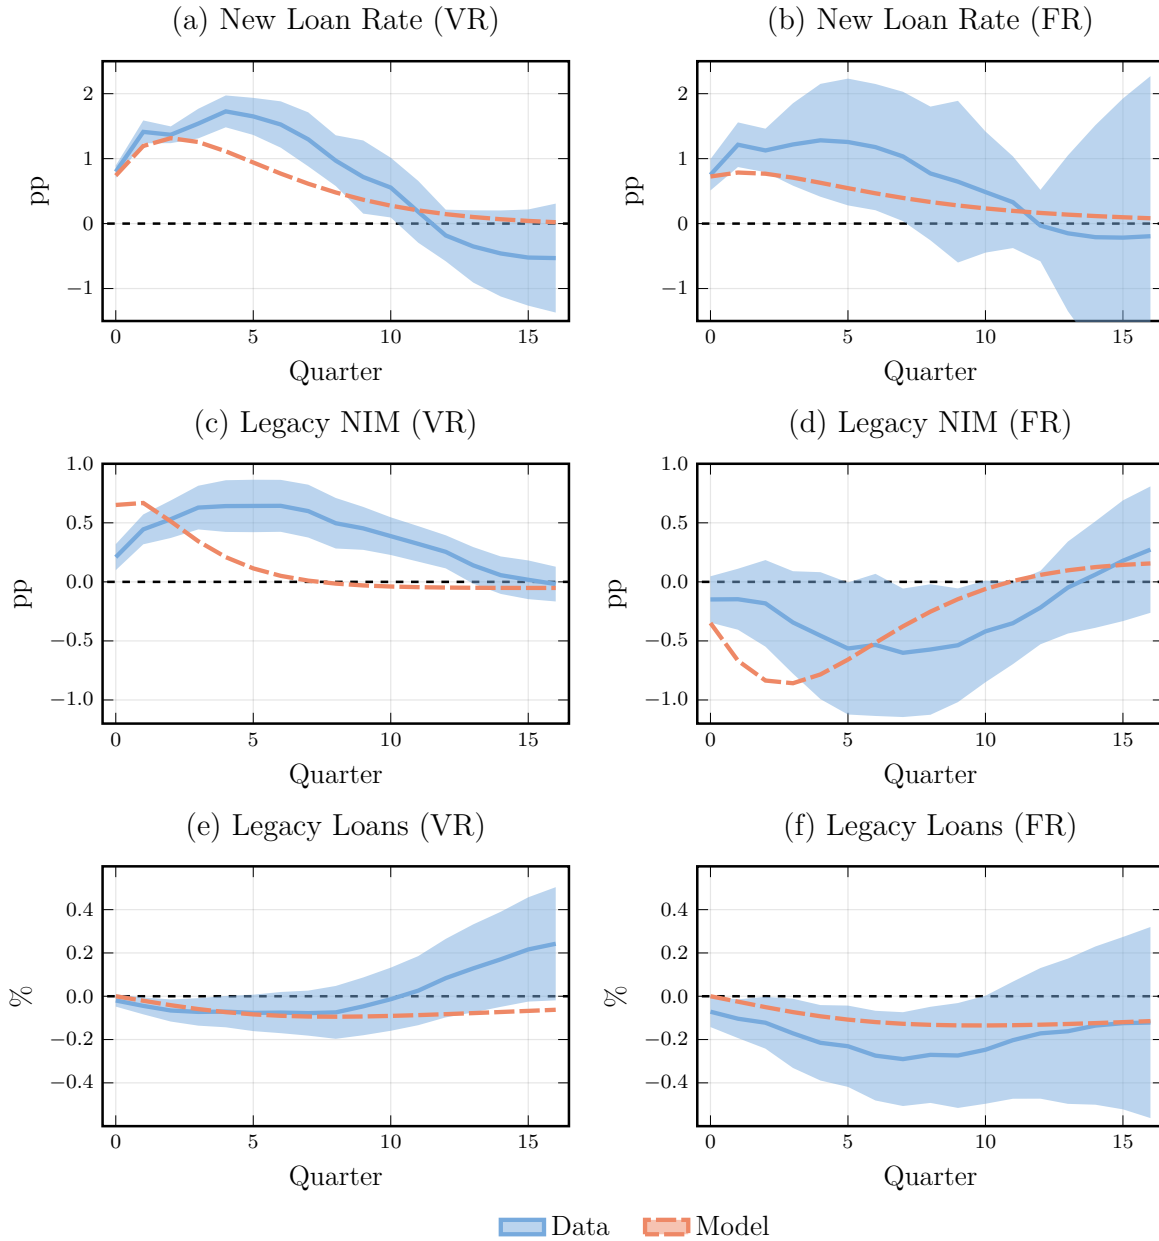 (a) New Loan Rate (VR)
pp
2
1
0
−1
0 5 10 15
Quarter
(b) New Loan Rate (FR)
pp
2
1
0
−1
0 5 10 15
Quarter
(c) Legacy NIM (VR)
pp
1.0
0.5
0.0
−0.5
−1.0
0 5 10 15
Quarter
(d) Legacy NIM (FR)
pp
1.0
0.5
0.0
−0.5
−1.0
0 5 10 15
Quarter
(e) Legacy Loans (VR)
%
0.4
0.2
0.0
−0.2
−0.4
0 5 10 15
Quarter
(f) Legacy Loans (FR)
%
0.4
0.2
0.0
−0.2
−0.4
0 5 10 15
Quarter
Data Model